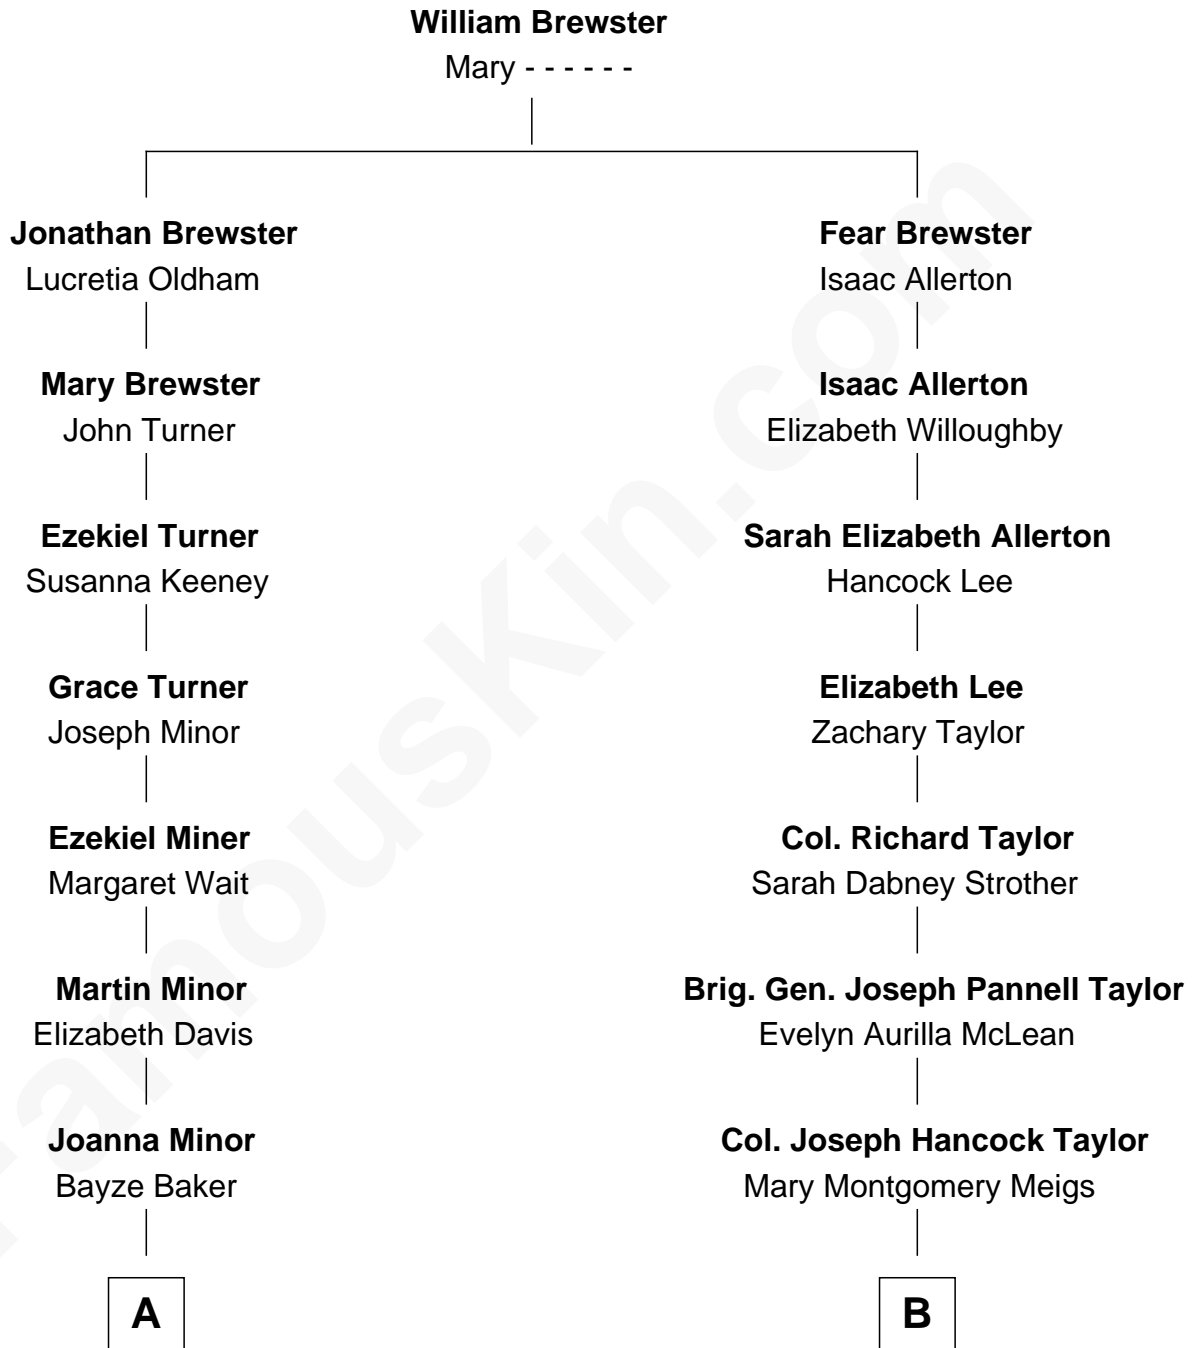 William Brewster
Mary - - - - - -
Jonathan Brewster
Lucretia Oldham
Fear Brewster
Isaac Allerton
Mary Brewster
John Turner
Isaac Allerton
Elizabeth Willoughby
Ezekiel Turner
Susanna Keeney
Sarah Elizabeth Allerton
Hancock Lee
Grace Turner
Joseph Minor
Elizabeth Lee
Zachary Taylor
Ezekiel Miner
Margaret Wait
Col. Richard Taylor
Sarah Dabney Strother
Martin Minor
Elizabeth Davis
Brig. Gen. Joseph Pannell Taylor
Evelyn Aurilla McLean
Joanna Minor
Bayze Baker
Col. Joseph Hancock Taylor
Mary Montgomery Meigs
A
B
FamousKin.com